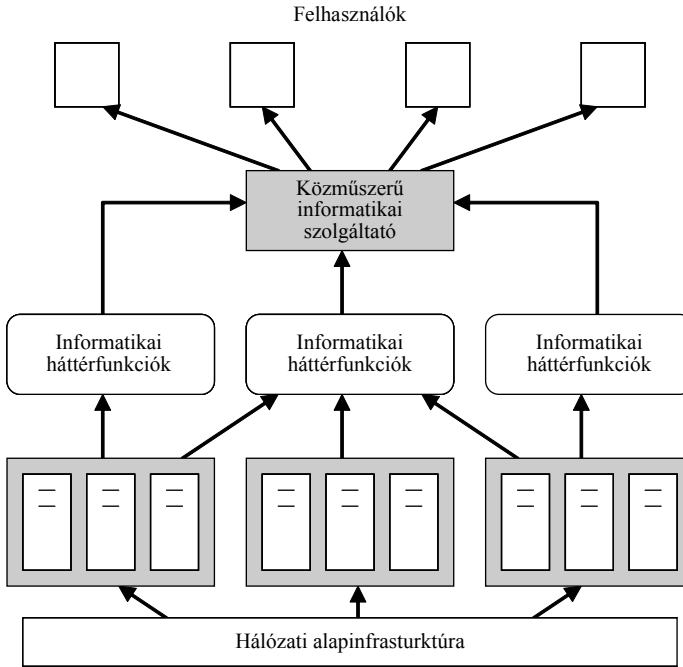 Felhasználók
Közműszerű
informatikai
szolgáltató
Informatikai
háttérfunkciók
Informatikai
háttérfunkciók
Informatikai
háttérfunkciók
Hálózati alapinfrasturktúra